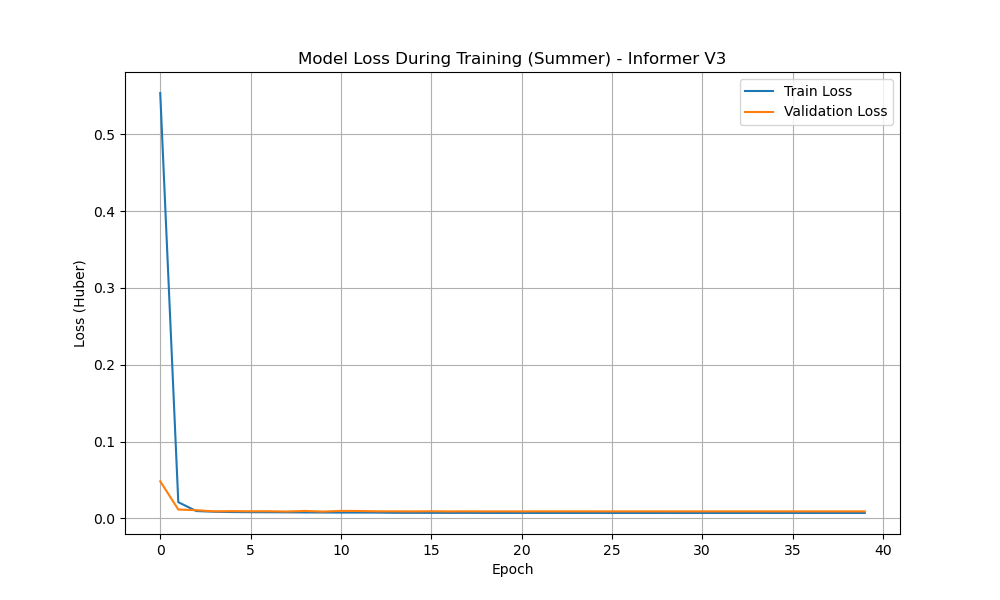 Model Loss During Training (Summer) - Informer V3
Train Loss
Validation Loss
Loss (Huber)
0.5
0.4
0.3
0.2
0.1
0.0
0 5 10 15 20 25 30 35 40
Epoch